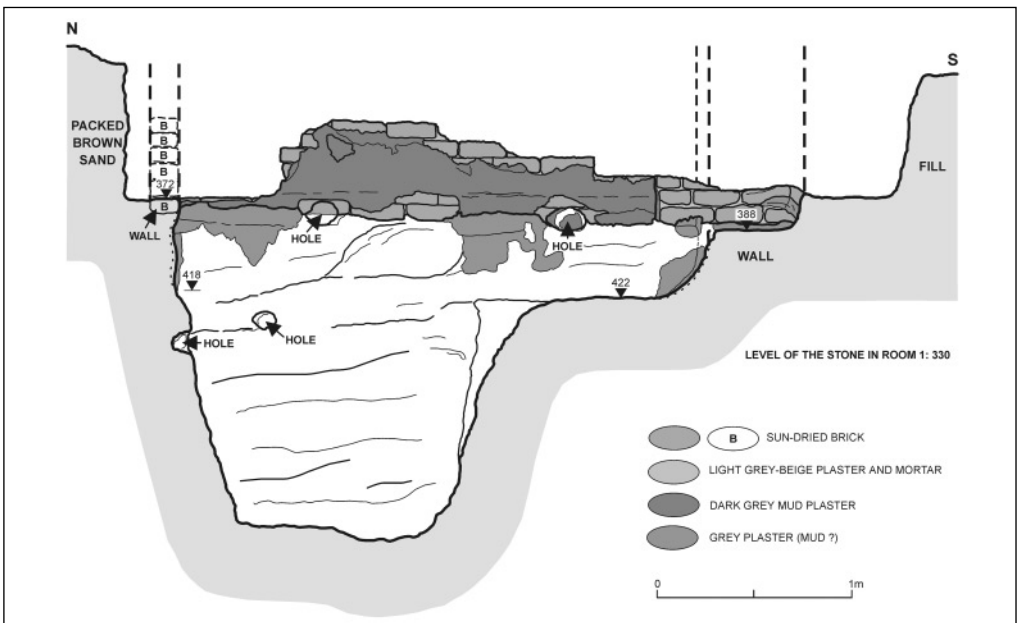 N
S
PACKED
BROWN
SAND
B
B
B
B
372
B
WALL
HOLE
HOLE
388
FILL
WALL
418
422
HOLE
HOLE
LEVEL OF THE STONE IN ROOM 1: 330
B SUN-DRIED BRICK
LIGHT GREY-BEIGE PLASTER AND MORTAR
DARK GREY MUD PLASTER
GREY PLASTER (MUD ?)
0 1m